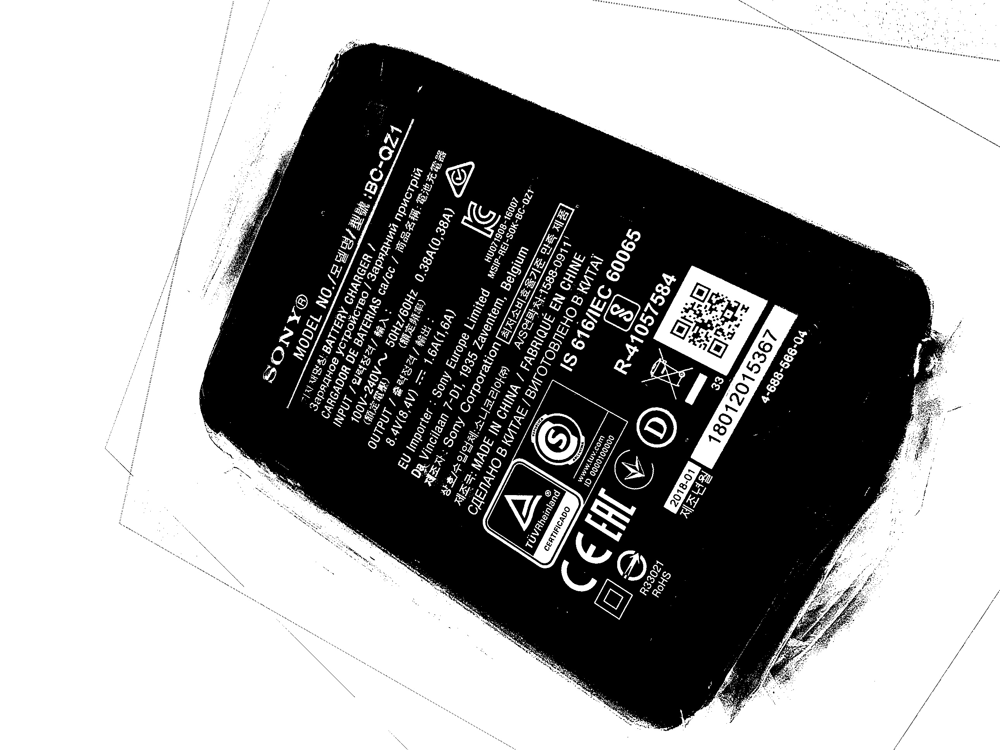 SONY®
MODEL NO./모델명/型號:BC-QZ1
기자재명칭:BATTERY CHARGER /
Зарядное устройство / Зарядний пристрій
CARGADOR DE BATERIAS ca/cc / 商品名稱:電池充電器
INPUT / 입력정격 / 輸入 :
100V-240V~ 50Hz/60Hz 0.38A(0,38A)
(額定電壓) (額定頻率)
OUTPUT / 출력정격 / 輸出 :
8.4V(8,4V) ⎓ 1.6A(1,6A)
HU071908-16007
MSIP-REI-SOK-BC-QZ1
EU Importer : Sony Europe Limited
Da Vincilaan 7-D1, 1935 Zaventem, Belgium
제조자: Sony Corporation
최저소비효율기준 만족 제품
상호/수입업체:소니코리아(주)
A/S연락처:1588-0911
제조국: MADE IN CHINA / FABRIQUÉ EN CHINE
СДЕЛАНО В КИТАЕ / ВИГОТОВЛЕНО В КИТАЇ
IS 616/IEC 60065
R-41057584
TÜVRheinland®
CERTIFICADO
S
www.tuv.com
ID 0000100000
CE EAC
D
33
R33021
RoHS
2018-01
제조년월
18012015367
4-688-566-04